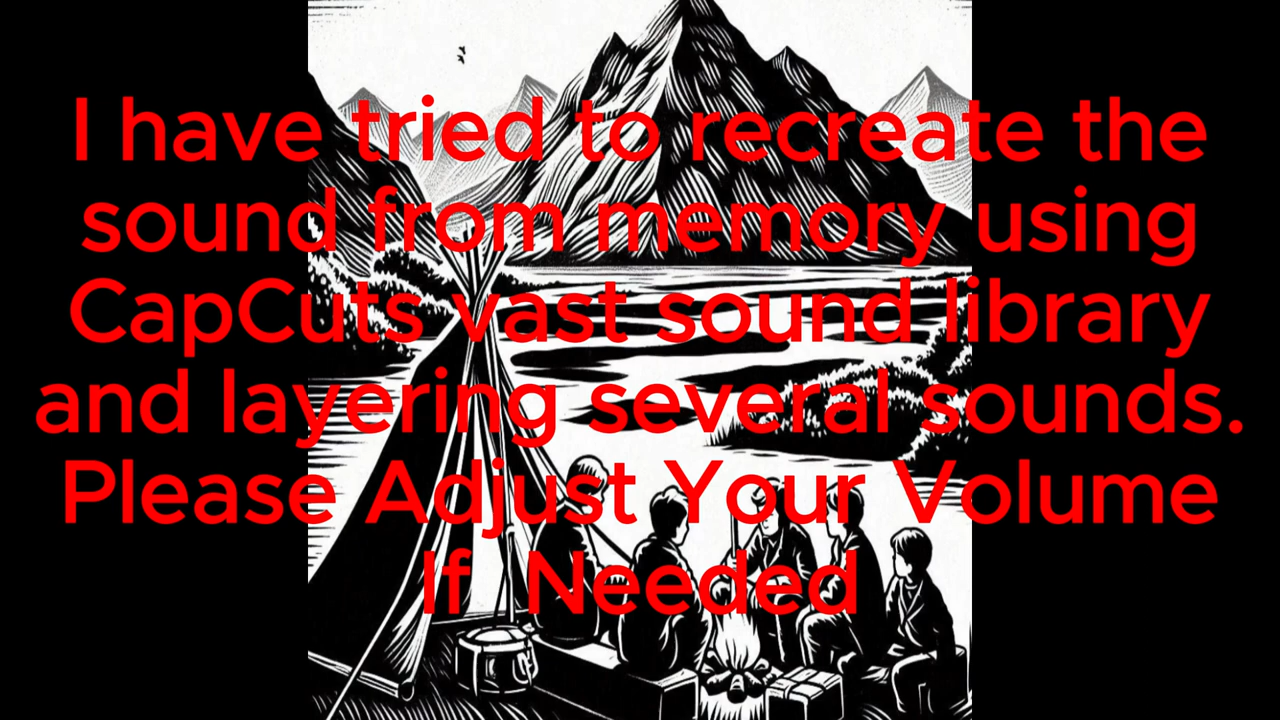 I have tried to recreate the
sound from memory using
CapCuts vast sound library
and layering several sounds.
Please Adjust Your Volume
If Needed